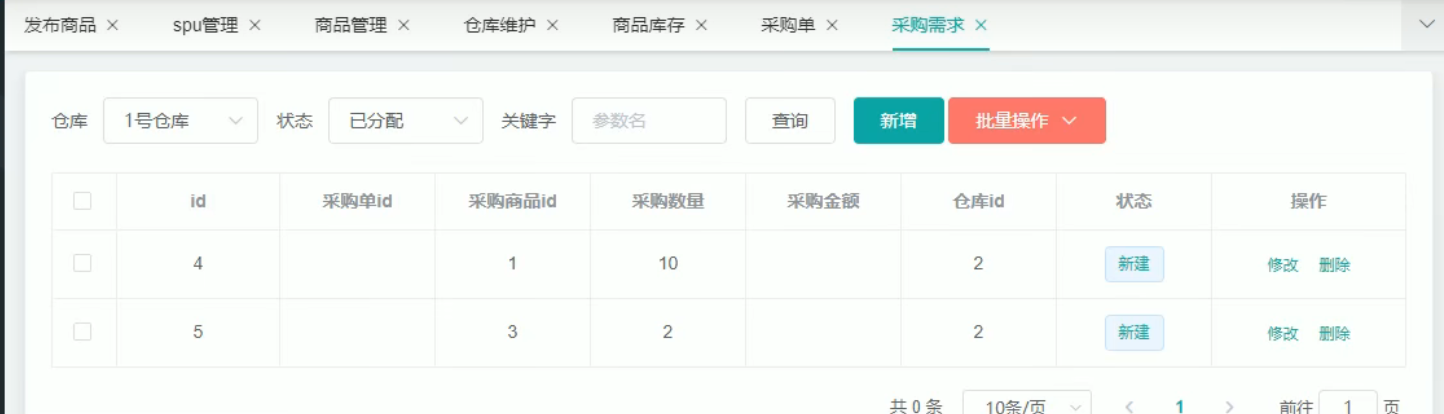 发布商品 × spu管理 × 商品管理 × 仓库维护 × 商品库存 × 采购单 × 采购需求 ×
仓库 1号仓库 状态 已分配 关键字 参数名 查询 新增 批量操作
id 采购单id 采购商品id 采购数量 采购金额 仓库id 状态 操作
4 1 10 2 新建 修改 删除
5 3 2 2 新建 修改 删除
共 0 条 10条/页 1 前往 1 页